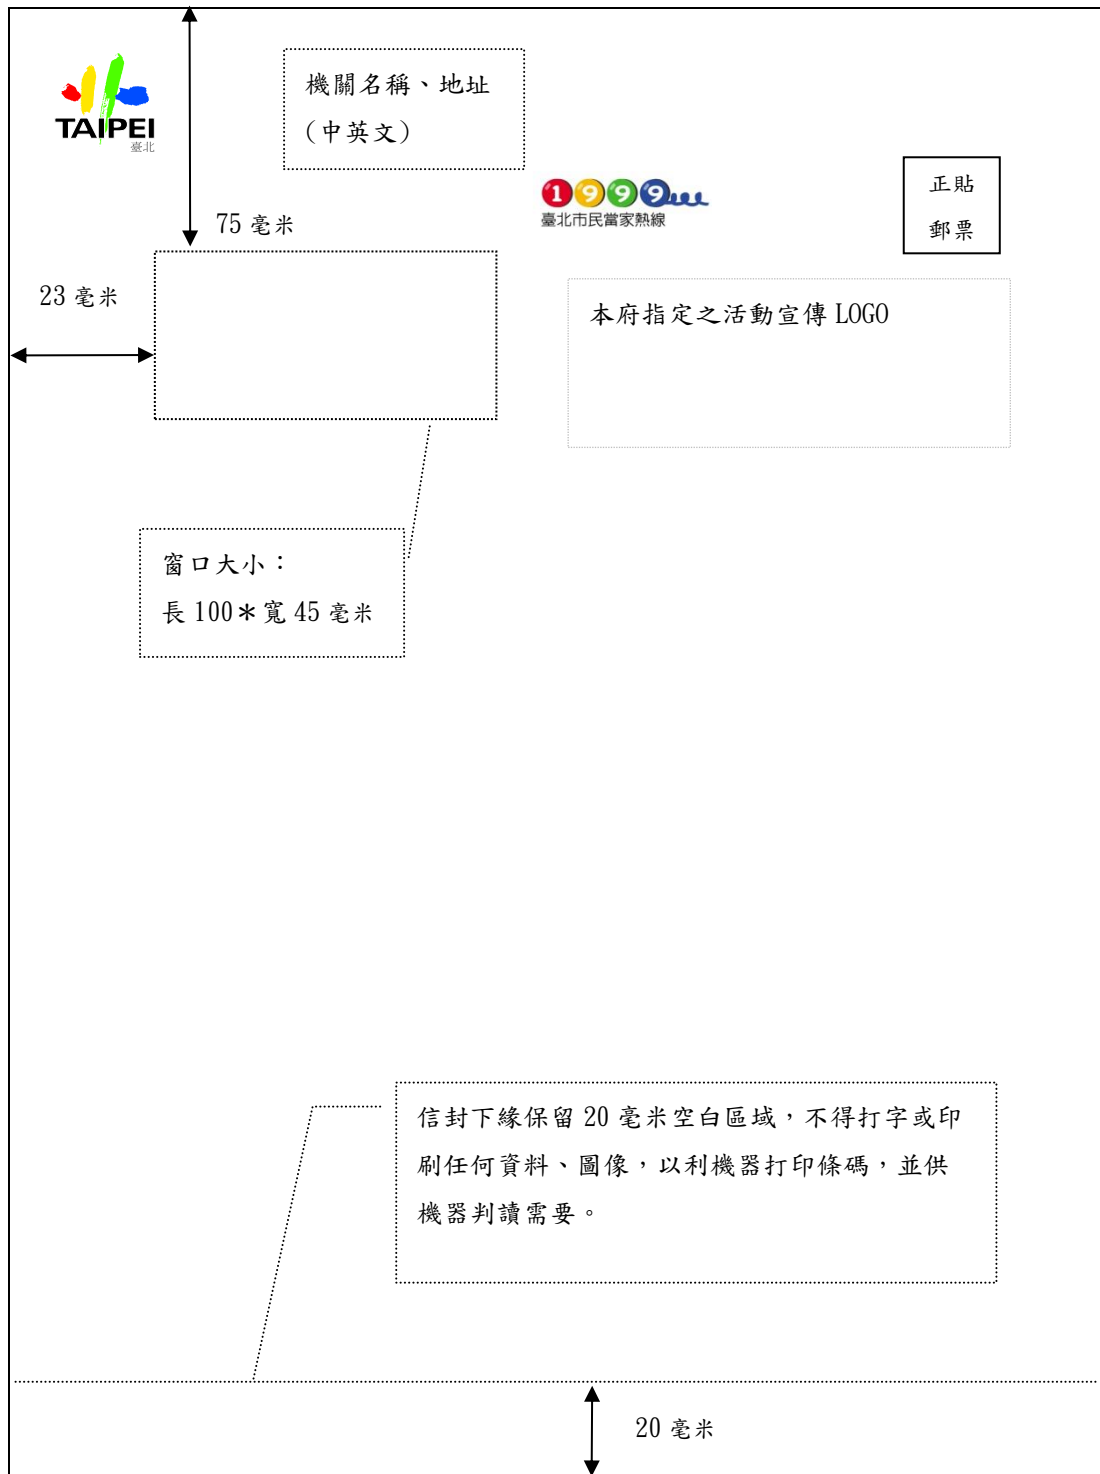 機關名稱、地址
(中英文)
TAIPEI
臺北
正貼
郵票
1999
臺北市民當家熱線
75 毫米
23 毫米
本府指定之活動宣傳 LOGO
窗口大小：
長 100＊寬 45 毫米
信封下緣保留 20 毫米空白區域，不得打字或印
刷任何資料、圖像，以利機器打印條碼，並供
機器判讀需要。
20 毫米